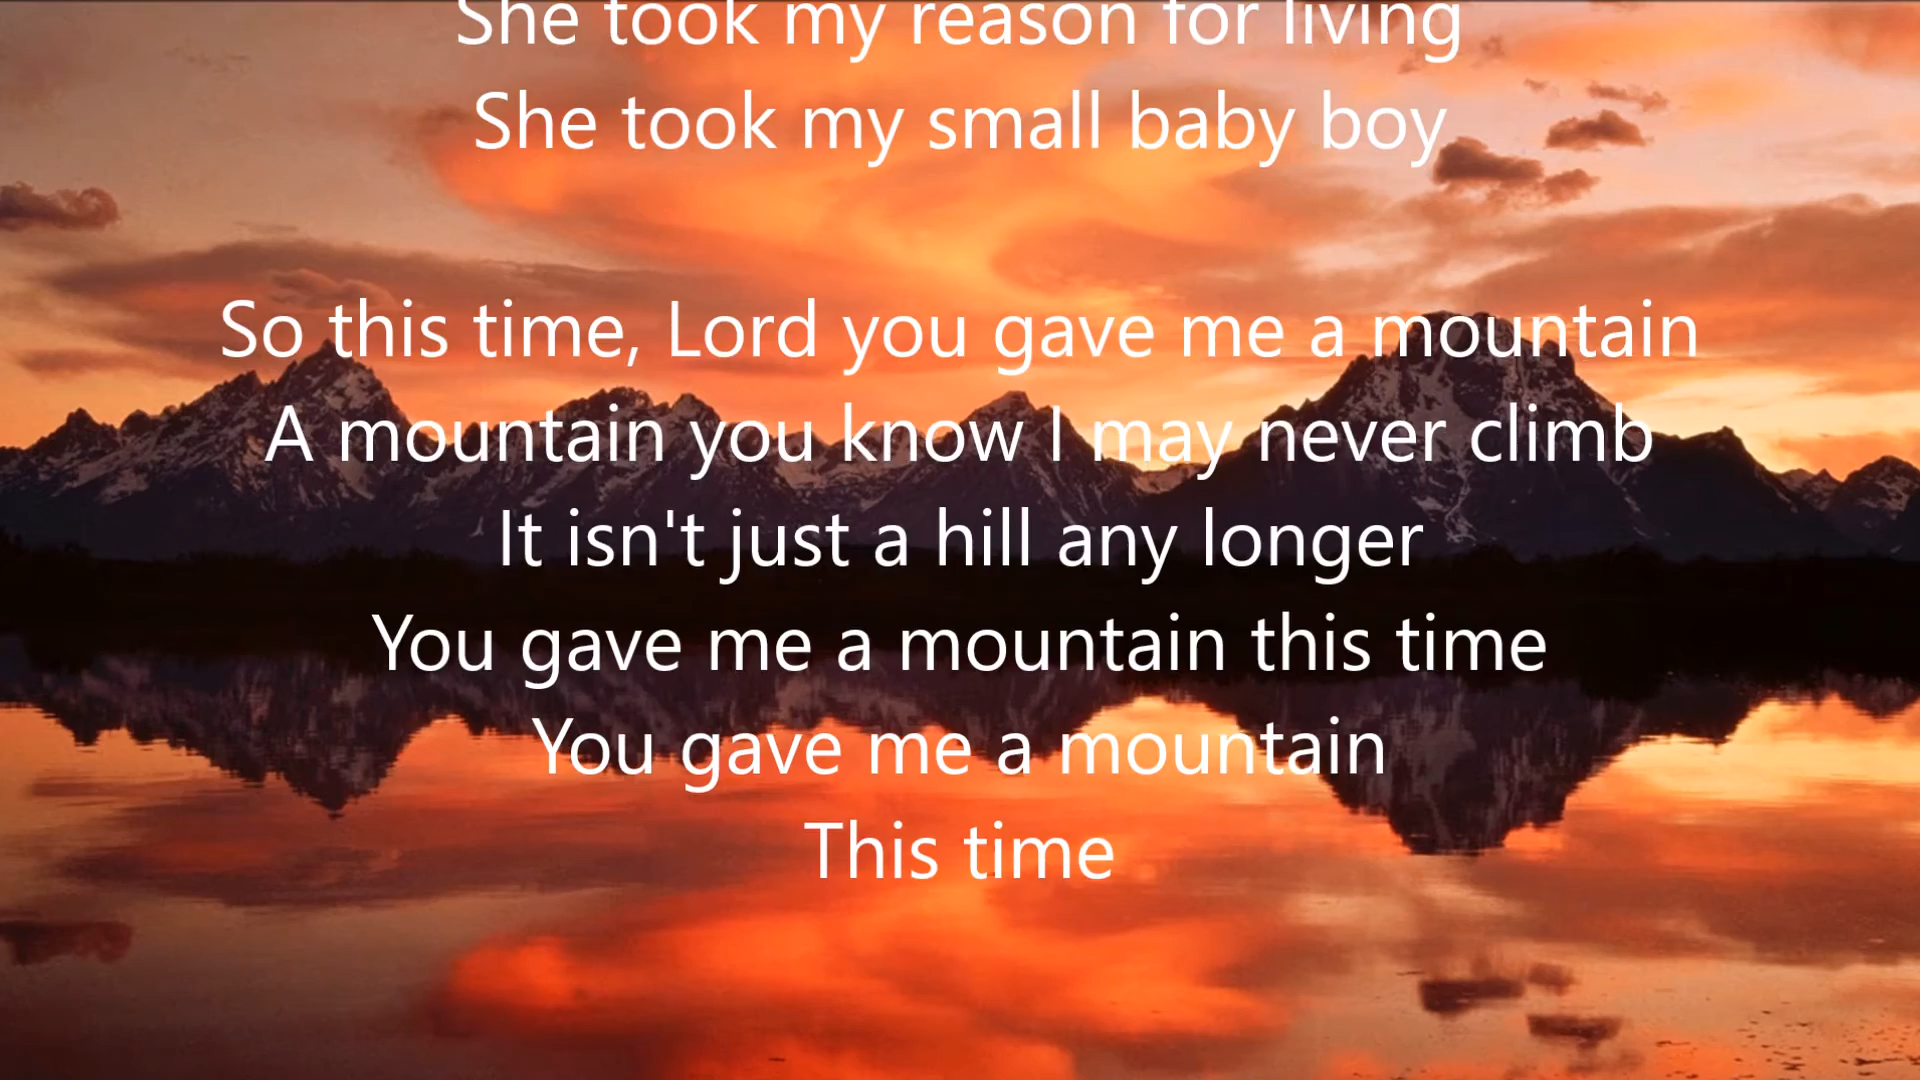 She took my reason for living
She took my small baby boy
So this time, Lord you gave me a mountain
A mountain you know I may never climb
It isn't just a hill any longer
You gave me a mountain this time
You gave me a mountain
This time